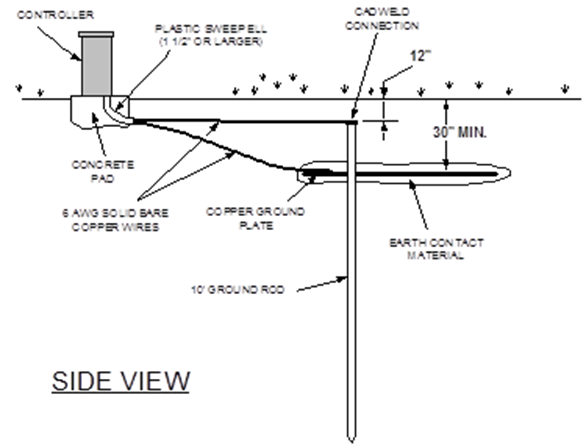 CONTROLLER
PLASTIC SWEEP ELL
(1 1/2" OR LARGER)
CADWELD
CONNECTION
12"
30" MIN.
CONCRETE
PAD
6 AWG SOLID BARE
COPPER WIRES
COPPER GROUND
PLATE
EARTH CONTACT
MATERIAL
10' GROUND ROD
SIDE VIEW